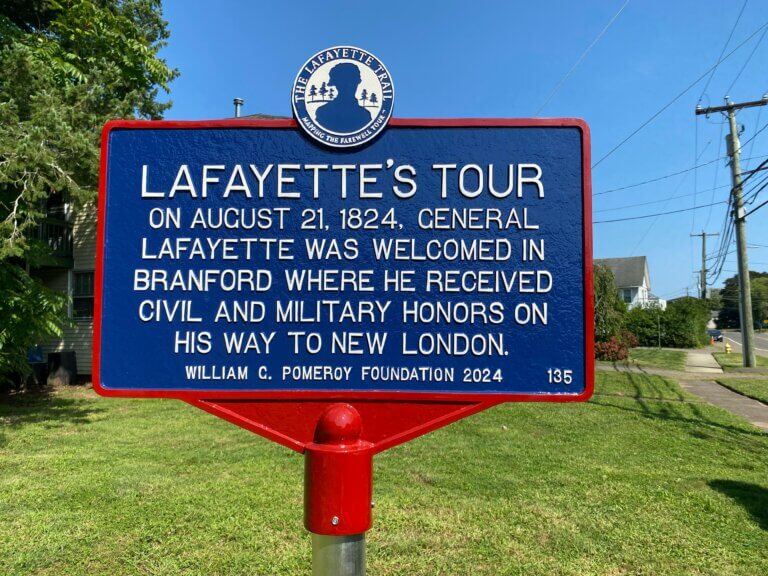 THE LAFAYETTE TRAIL
MAPPING THE FAREWELL TOUR
LAFAYETTE'S TOUR
ON AUGUST 21, 1824, GENERAL
LAFAYETTE WAS WELCOMED IN
BRANFORD WHERE HE RECEIVED
CIVIL AND MILITARY HONORS ON
HIS WAY TO NEW LONDON.
WILLIAM G. POMEROY FOUNDATION 2024 135